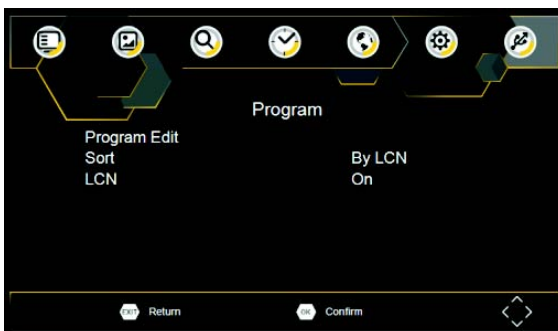 Program
Program Edit
Sort By LCN
LCN On
EXIT Return OK Confirm